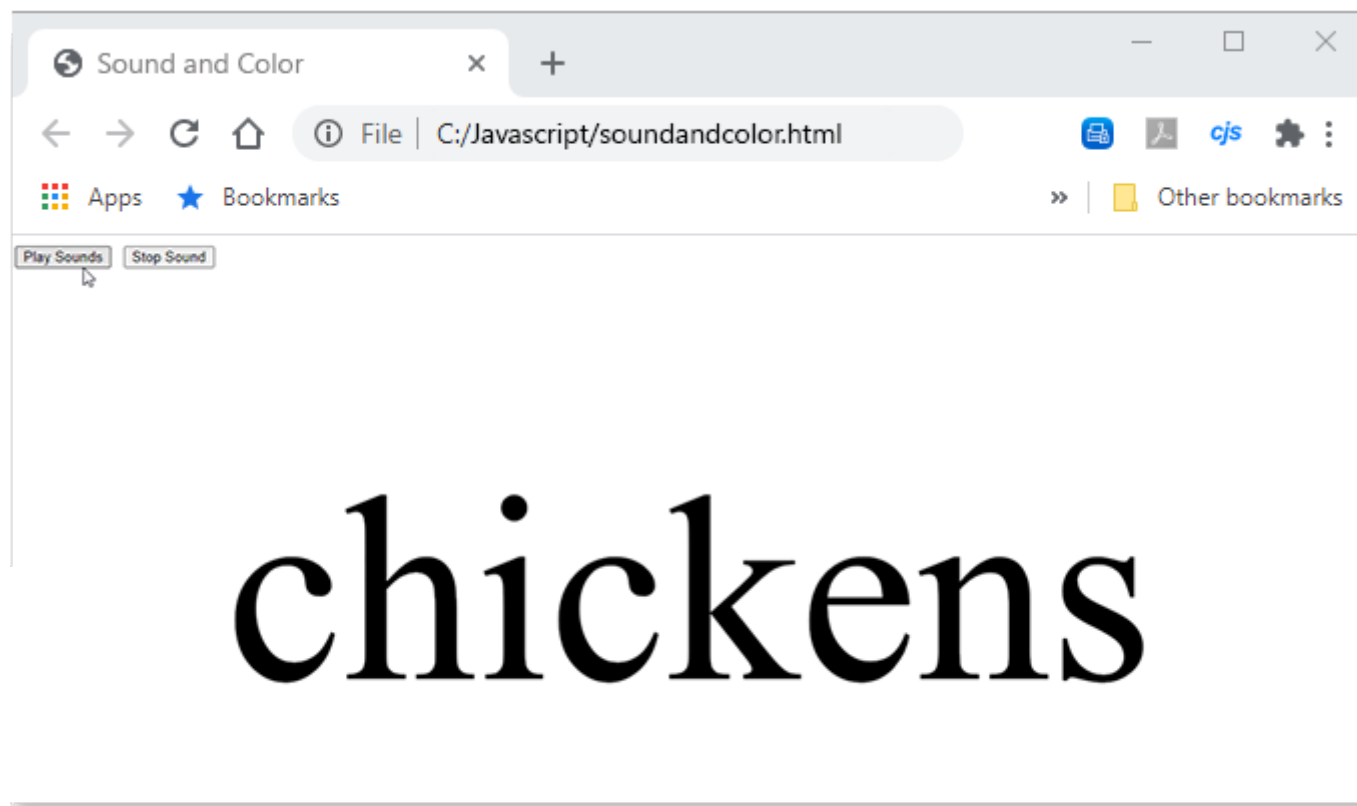 Sound and Color
File C:/Javascript/soundandcolor.html cjs
Apps Bookmarks » Other bookmarks
Play Sounds Stop Sound
chickens